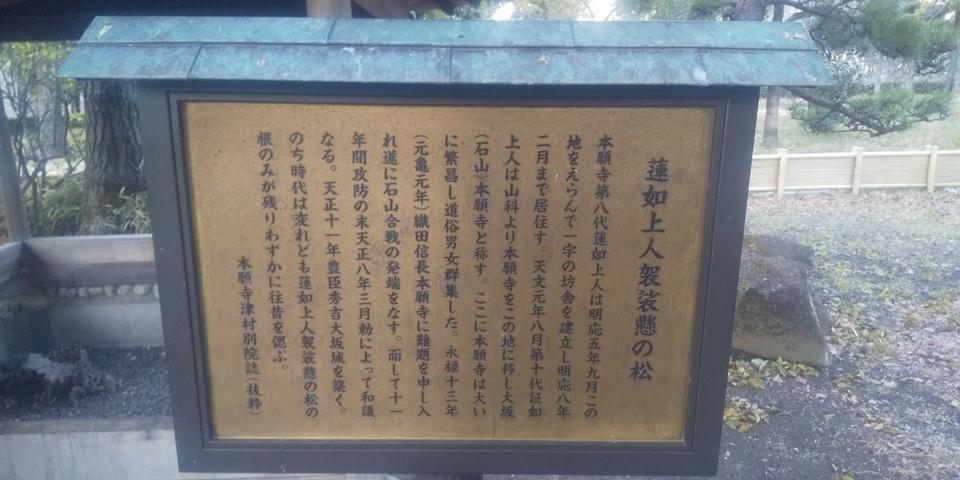 蓮如上人袈裟懸の松
本願寺第八代蓮如上人は明応五年九月この
地をえらんで一宇の坊舎を建立し明応八年
二月まで居住す。天文元年八月第十代証如
上人は山科より本願寺をこの地に移し大坂
(石山)本願寺と称す。ここに本願寺は大い
に繁昌し道俗男女群集した。永禄十三年
(元亀元年)織田信長本願寺に難題を申し入
れ遂に石山合戦の発端をなす。而して十一
年間攻防の末天正八年三月勅によって和議
なる。天正十一年豊臣秀吉大坂城を築く。
のち時代は変れども蓮如上人袈裟懸の松の
根のみが残りわずかに往昔を偲ぶ。
本願寺津村別院誌(抜粋)